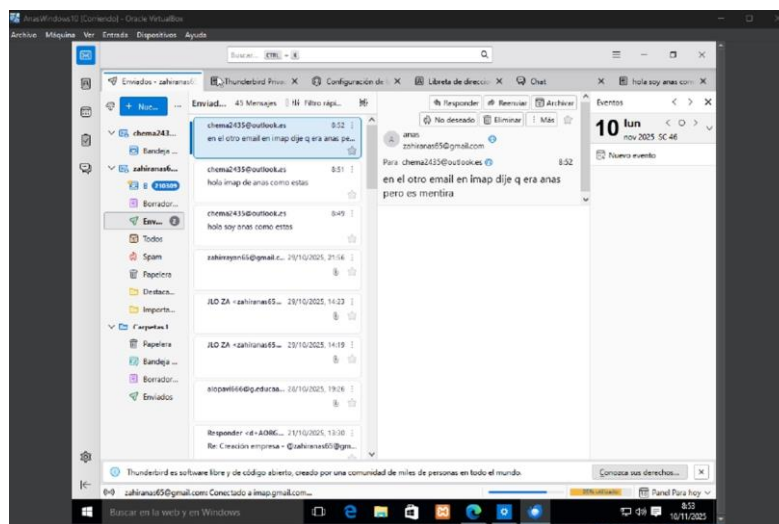 AnasWindows10 [Corriendo] - Oracle VirtualBox
Archivo Máquina Ver Entrada Dispositivos Ayuda
Buscar... CTRL + K
Enviados - zahiranas6
Thunderbird Priva
Configuración de
Libreta de direccio
Chat
hola soy anas com
+ Nue...
chema243...
Bandeja ...
zahiranas6...
Borrador...
Env... 2
Todos
Spam
Papelera
Destaca...
Importa...
Carpetas l
Papelera
Bandeja ...
Borrador...
Enviados
Enviad... 45 Mensajes Filtro rápi...
chema2435@outlook.es 8:52
en el otro email en imap dije q era anas pe...
chema2435@outlook.es 8:51
hola imap de anas como estas
chema2435@outlook.es 8:49
hola soy anas como estas
29/10/2025, 21:56
JLO ZA <zahiranas65... 29/10/2025, 14:23
JLO ZA <zahiranas65... 29/10/2025, 14:19
28/10/2025, 19:26
Responder 21/10/2025, 13:30
Re: Creación empresa -
Responder Reenviar Archivar
No deseado Eliminar Más
anas
zahiranas65@gmail.com
Para chema2435@outlook.es 8:52
en el otro email en imap dije q era anas
pero es mentira
Eventos
10 lun
nov 2025 SC 46
Nuevo evento
Thunderbird es software libre y de código abierto, creado por una comunidad de miles de personas en todo el mundo.
Conozca sus derechos...
zahiranas65@gmail.com: Conectado a imap.gmail.com...
Panel Para hoy
Buscar en la web y en Windows
8:53
10/11/2025